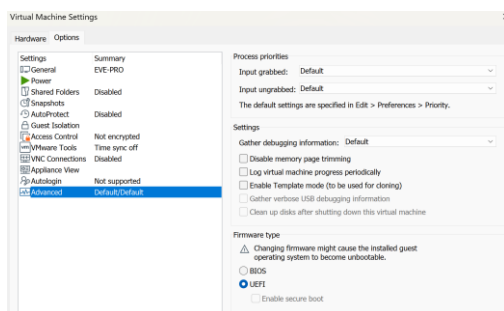 Virtual Machine Settings
Hardware Options
Settings Summary
General EVE-PRO
Power
Shared Folders Disabled
Snapshots
AutoProtect Disabled
Guest Isolation
Access Control Not encrypted
VMware Tools Time sync off
VNC Connections Disabled
Appliance View
Autologin Not supported
Advanced Default/Default
Process priorities
Input grabbed: Default
Input ungrabbed: Default
The default settings are specified in Edit > Preferences > Priority.
Settings
Gather debugging information: Default
Disable memory page trimming
Log virtual machine progress periodically
Enable Template mode (to be used for cloning)
Gather verbose USB debugging information
Clean up disks after shutting down this virtual machine
Firmware type
Changing firmware might cause the installed guest
operating system to become unbootable.
BIOS
UEFI
Enable secure boot